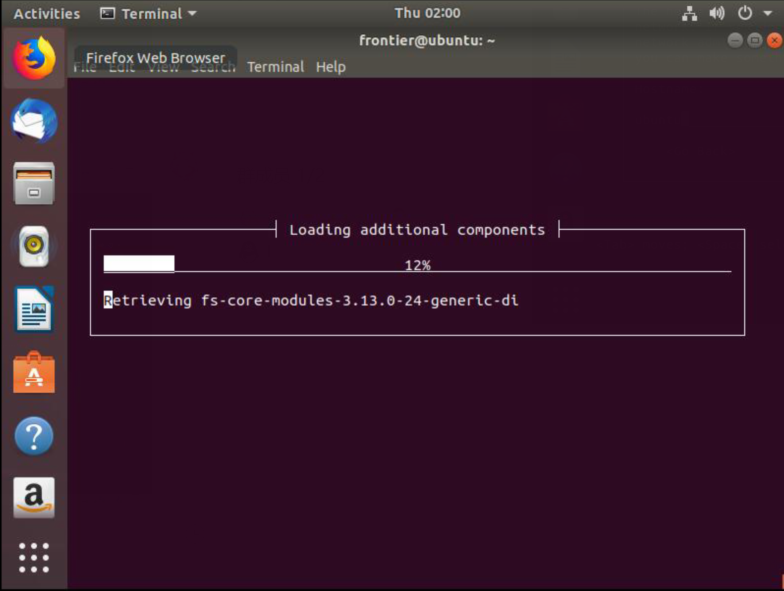 Activities Terminal Thu 02:00
frontier@ubuntu: ~
Firefox Web Browser
File Edit View Search Terminal Help
Loading additional components
12%
Retrieving fs-core-modules-3.13.0-24-generic-di